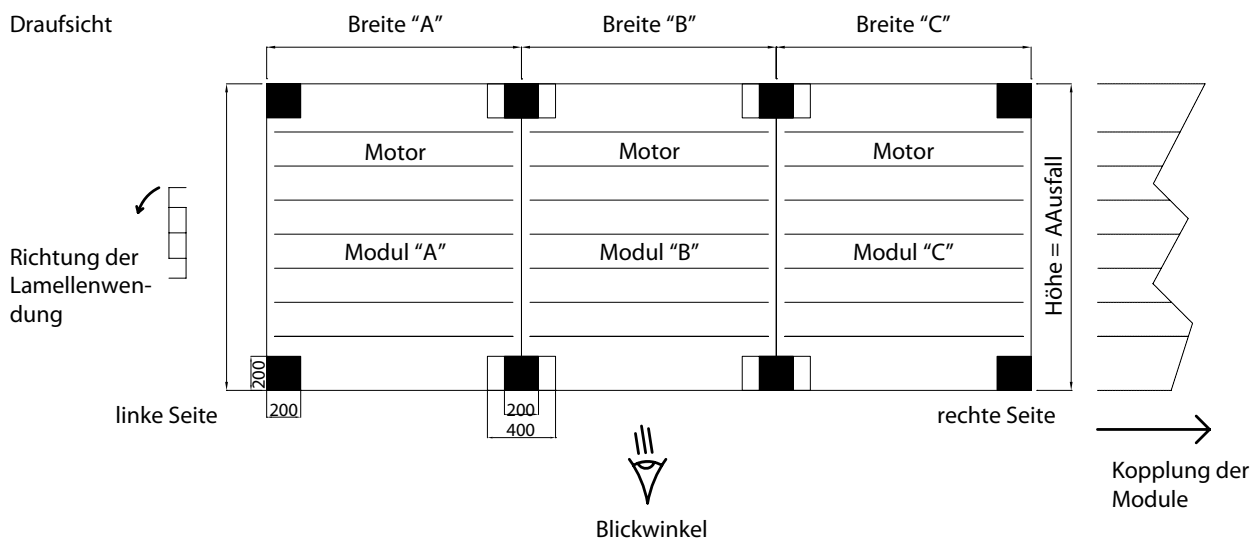 Draufsicht
Breite “A”
Breite “B”
Breite “C”
Motor
Motor
Motor
Richtung der
Lamellenwen-
dung
Modul “A”
Modul “B”
Modul “C”
Höhe = AAusfall
200
200
200
400
linke Seite
rechte Seite
Kopplung der
Module
Blickwinkel